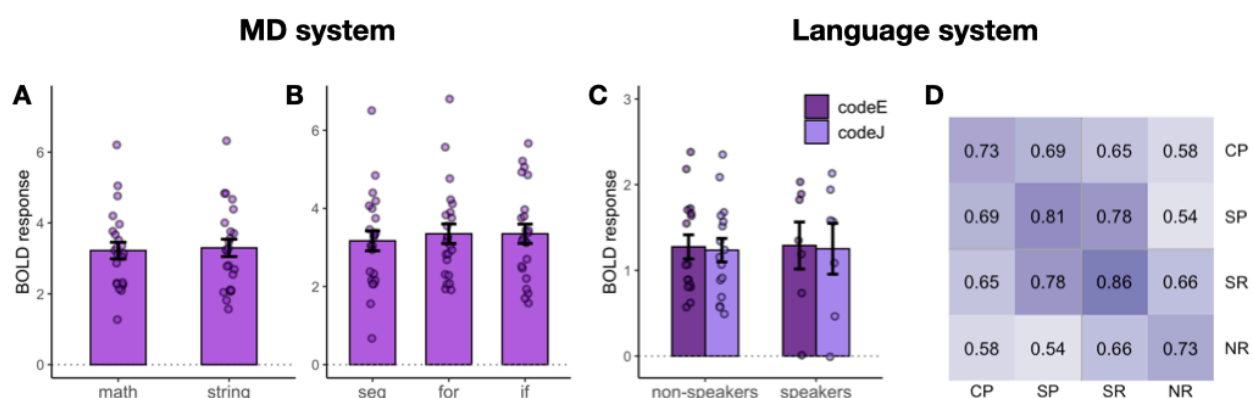 MD system
Language system
A
BOLD response
6
4
2
0
math
string
B
6
4
2
0
seq
for
if
C
BOLD response
3
2
1
0
codeE
codeJ
non-speakers
speakers
D
0.73 0.69 0.65 0.58 CP
0.69 0.81 0.78 0.54 SP
0.65 0.78 0.86 0.66 SR
0.58 0.54 0.66 0.73 NR
CP SP SR NR